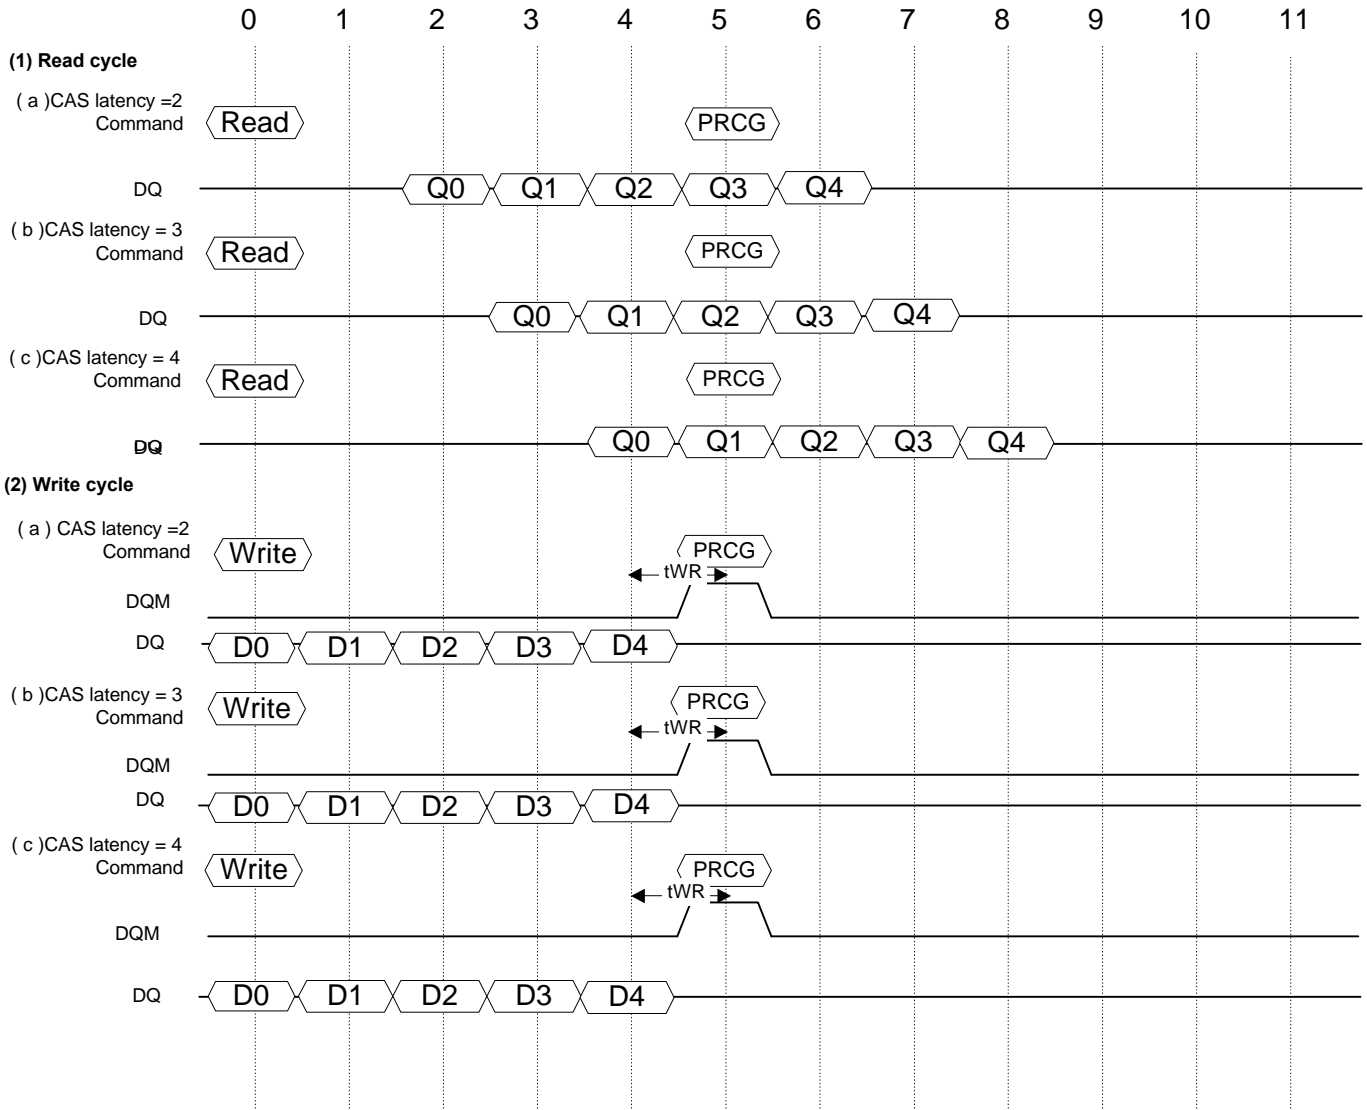 0 1 2 3 4 5 6 7 8 9 10 11
(1) Read cycle
( a )CAS latency =2
Command Read PRCG
DQ Q0 Q1 Q2 Q3 Q4
( b )CAS latency = 3
Command Read PRCG
DQ Q0 Q1 Q2 Q3 Q4
( c )CAS latency = 4
Command Read PRCG
DQ Q0 Q1 Q2 Q3 Q4
(2) Write cycle
( a ) CAS latency =2
Command Write PRCG
tWR
DQM
DQ D0 D1 D2 D3 D4
( b )CAS latency = 3
Command Write PRCG
tWR
DQM
DQ D0 D1 D2 D3 D4
( c )CAS latency = 4
Command Write PRCG
tWR
DQM
DQ D0 D1 D2 D3 D4